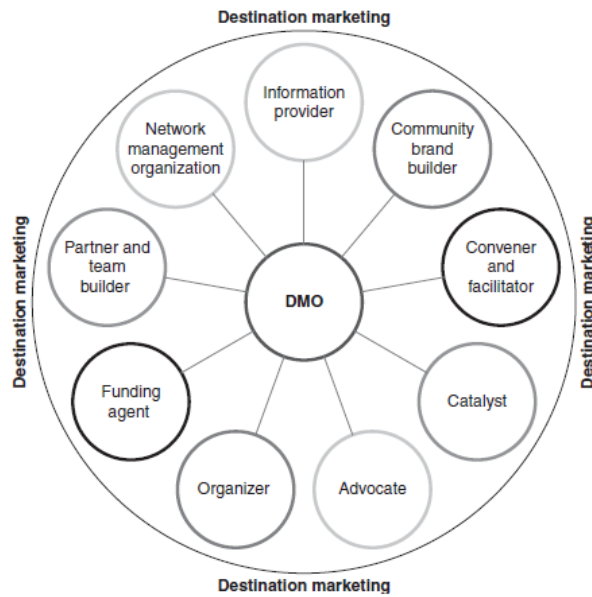 Destination marketing
Information
provider
Network
management
organization
Community
brand
builder
Destination marketing
Partner and
team
builder
DMO
Convener
and
facilitator
Destination marketing
Funding
agent
Catalyst
Organizer
Advocate
Destination marketing